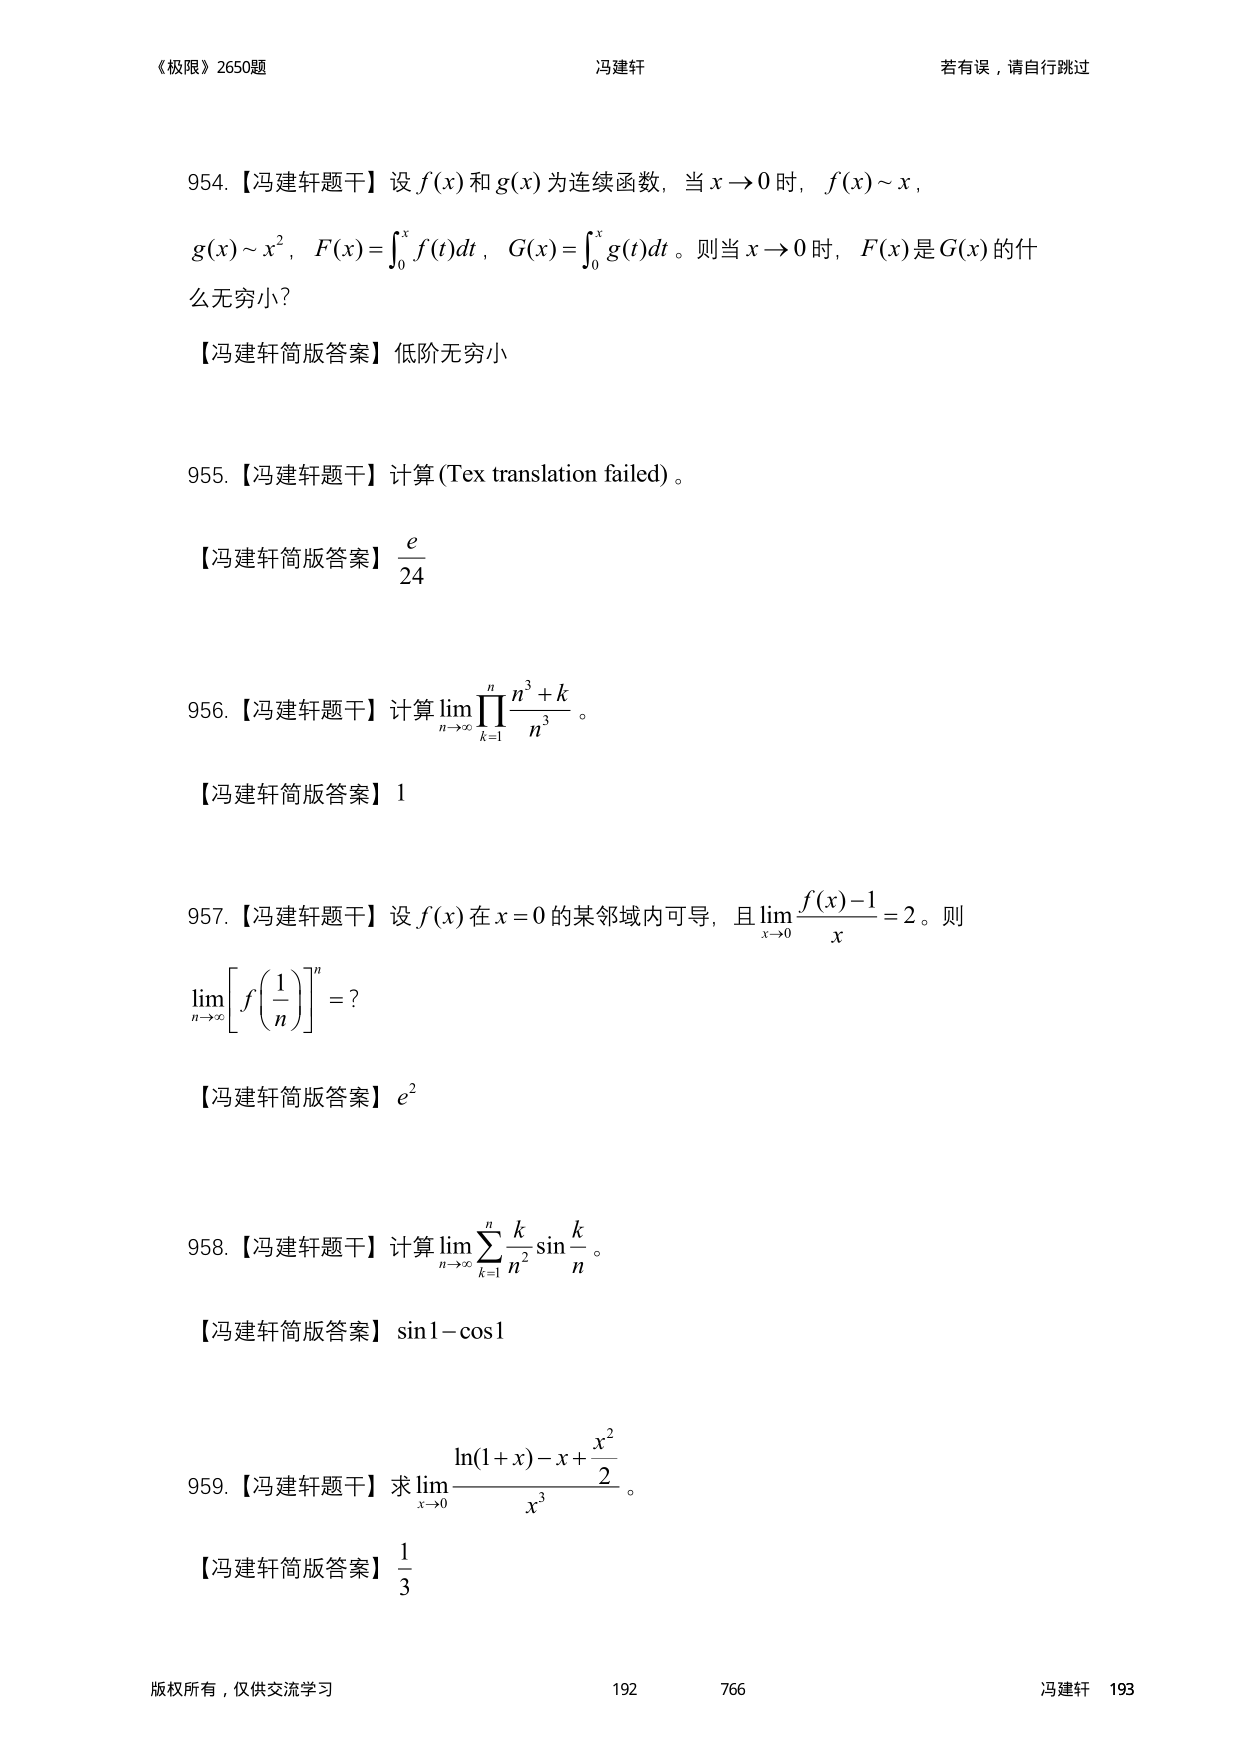 《极限》2650题 冯建轩 若有误，请自行跳过
954.【冯建轩题干】设 f(x) 和 g(x) 为连续函数，当 x→0 时， f(x) ~ x ，
g(x) ~ x²， F(x) = ∫₀ˣ f(t)dt ， G(x) = ∫₀ˣ g(t)dt 。则当 x→0 时， F(x) 是 G(x) 的什
么无穷小？
【冯建轩简版答案】低阶无穷小
955.【冯建轩题干】计算 (Tex translation failed) 。
【冯建轩简版答案】 e/24
956.【冯建轩题干】计算 lim_{n→∞} ∏_{k=1}^{n} (n³+k)/n³ 。
【冯建轩简版答案】 1
957.【冯建轩题干】设 f(x) 在 x=0 的某邻域内可导，且 lim_{x→0} (f(x)−1)/x = 2 。则
lim_{n→∞} [f(1/n)]ⁿ = ？
【冯建轩简版答案】 e²
958.【冯建轩题干】计算 lim_{n→∞} ∑_{k=1}^{n} k/n² sin k/n 。
【冯建轩简版答案】 sin1−cos1
959.【冯建轩题干】求 lim_{x→0} (ln(1+x)−x+x²/2)/x³ 。
【冯建轩简版答案】 1/3
版权所有，仅供交流学习 192 766 冯建轩 193